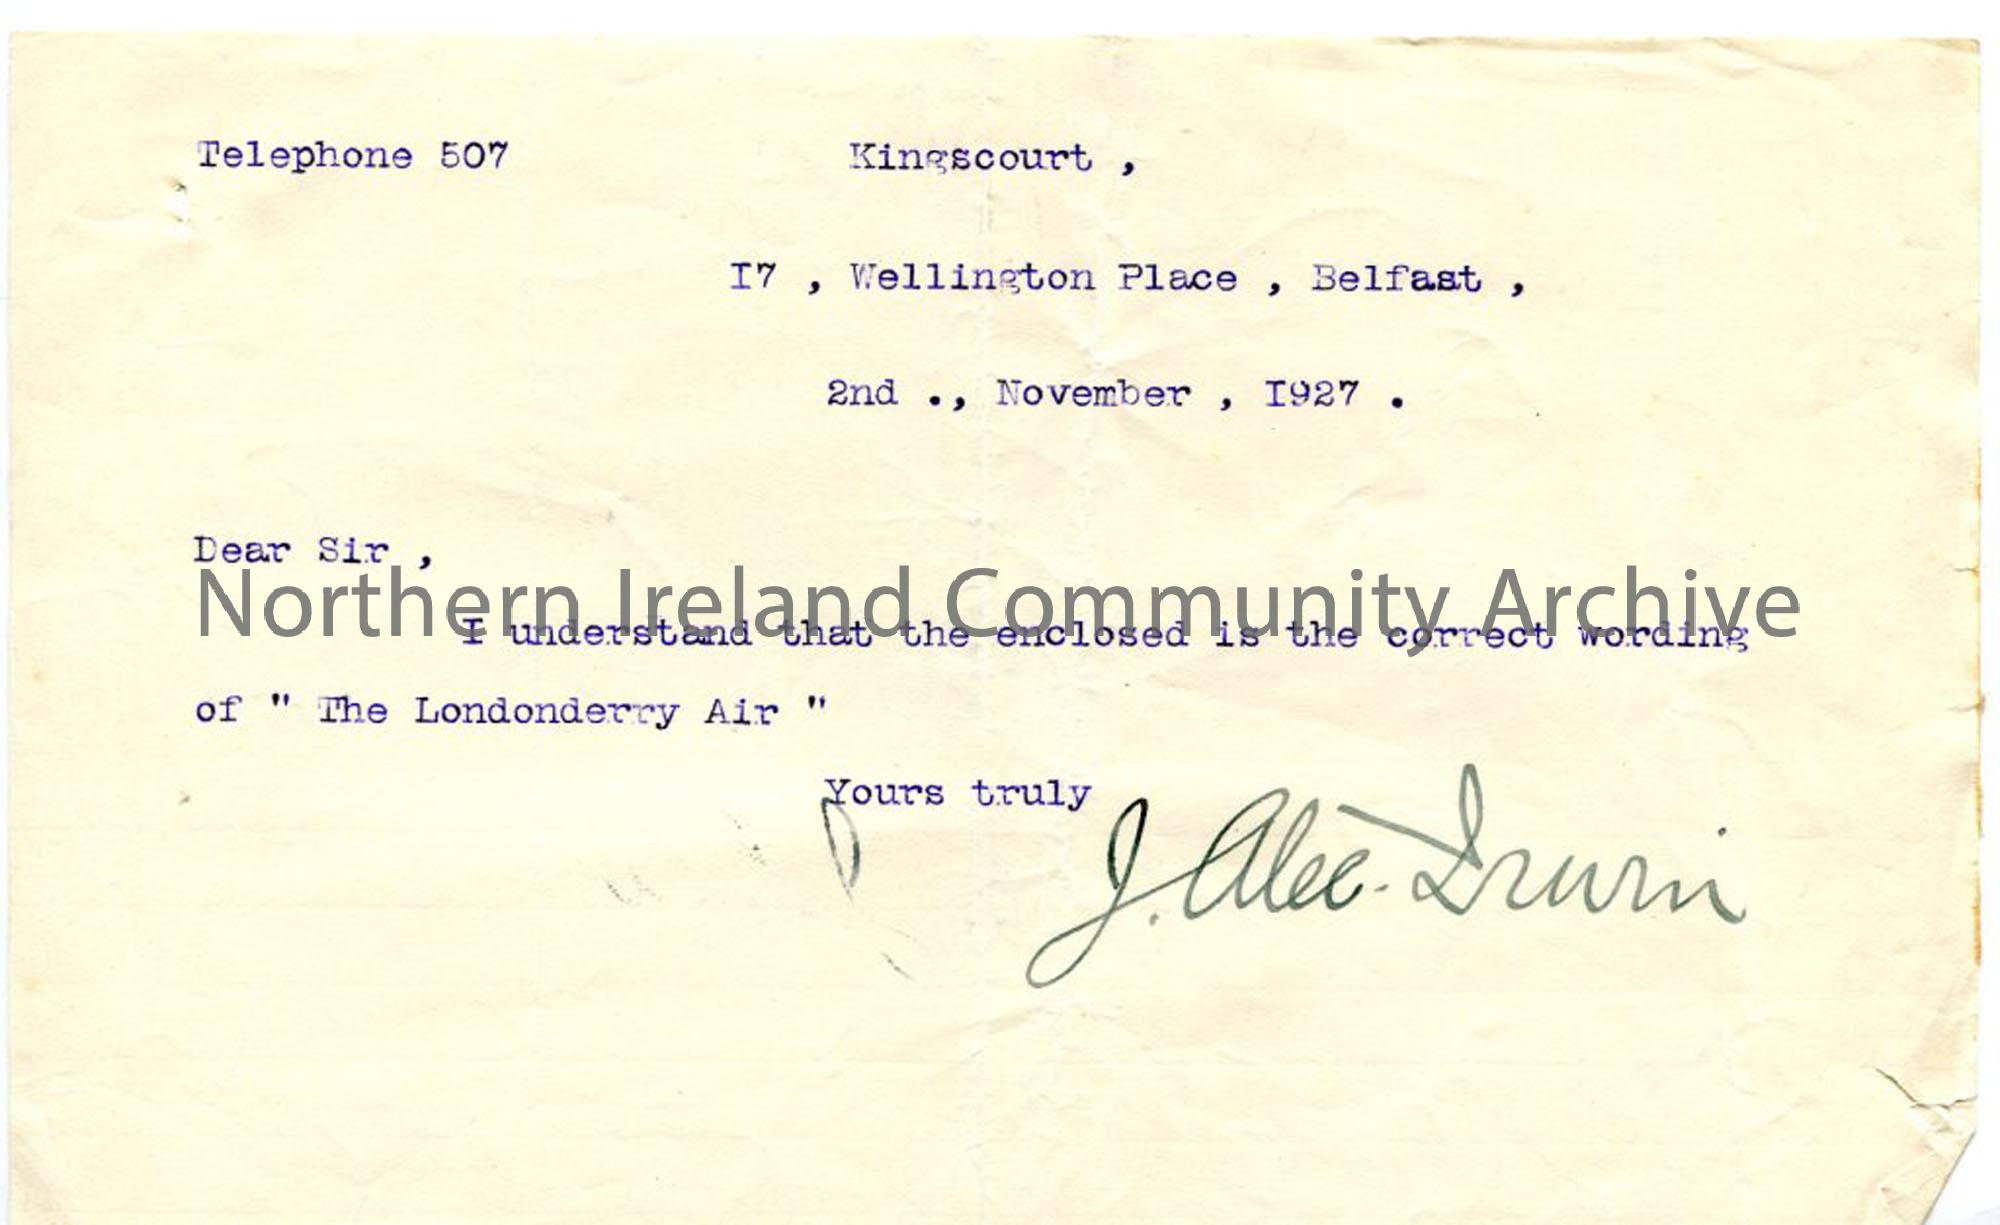 Telephone 507 Kingscourt ,
I7 , Wellington Place , Belfast ,
2nd ., November , I927 .
Dear Sir ,
Northern Ireland Community Archive
I understand that the enclosed is the correct wording
of " The Londonderry Air "
Yours truly
J. Alec. Irwin